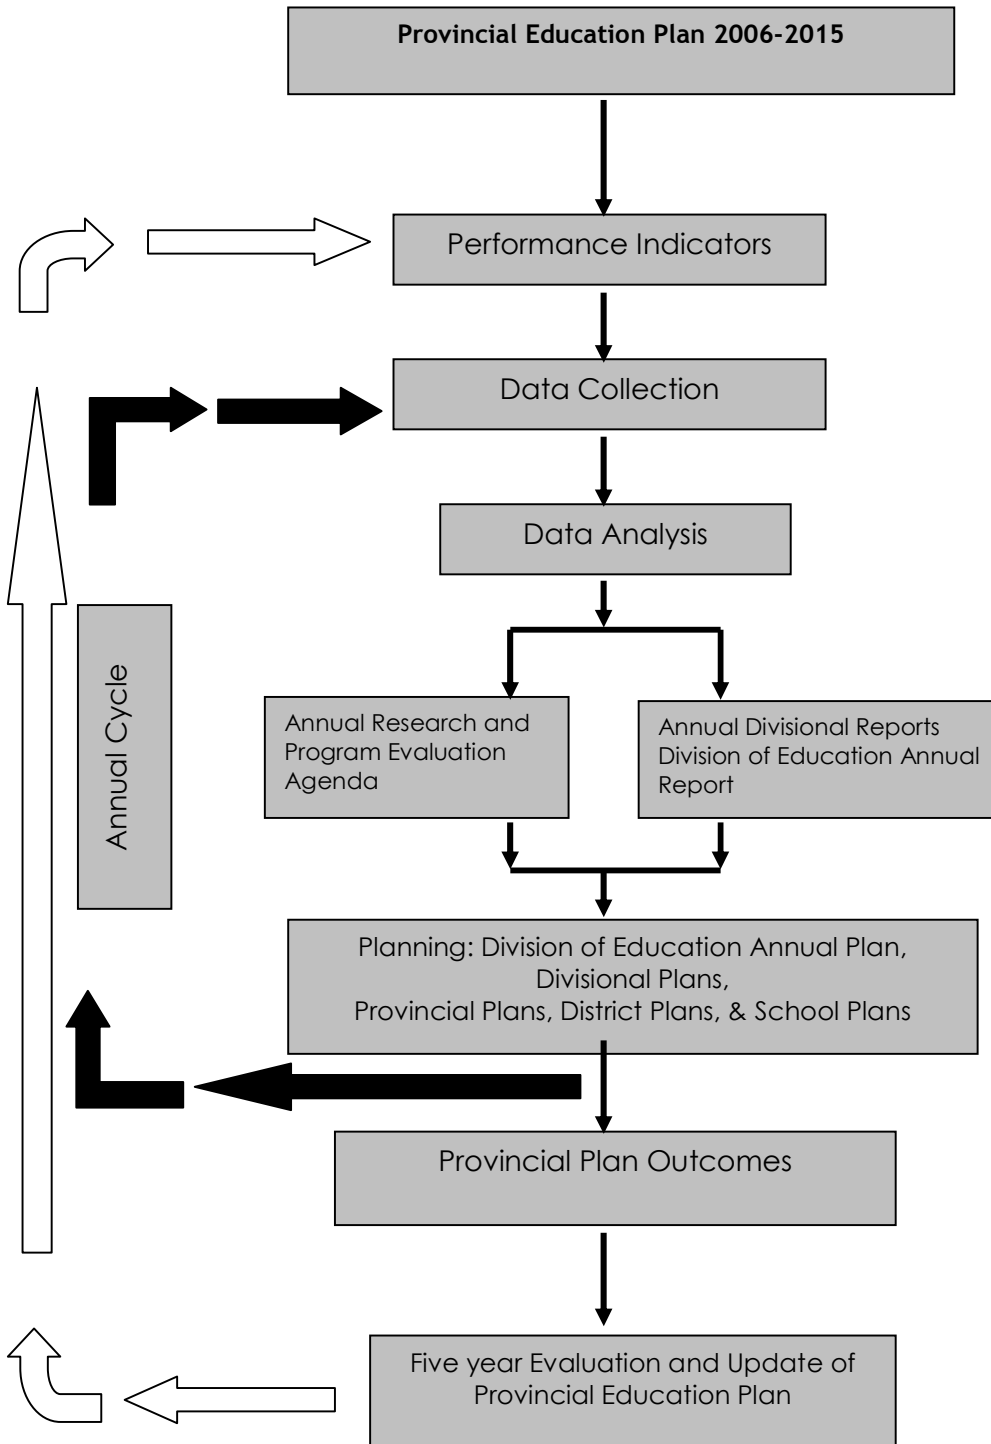 Provincial Education Plan 2006-2015
Performance Indicators
Data Collection
Data Analysis
Annual Cycle
Annual Research and
Program Evaluation
Agenda
Annual Divisional Reports
Division of Education Annual
Report
Planning: Division of Education Annual Plan,
Divisional Plans,
Provincial Plans, District Plans, & School Plans
Provincial Plan Outcomes
Five year Evaluation and Update of
Provincial Education Plan